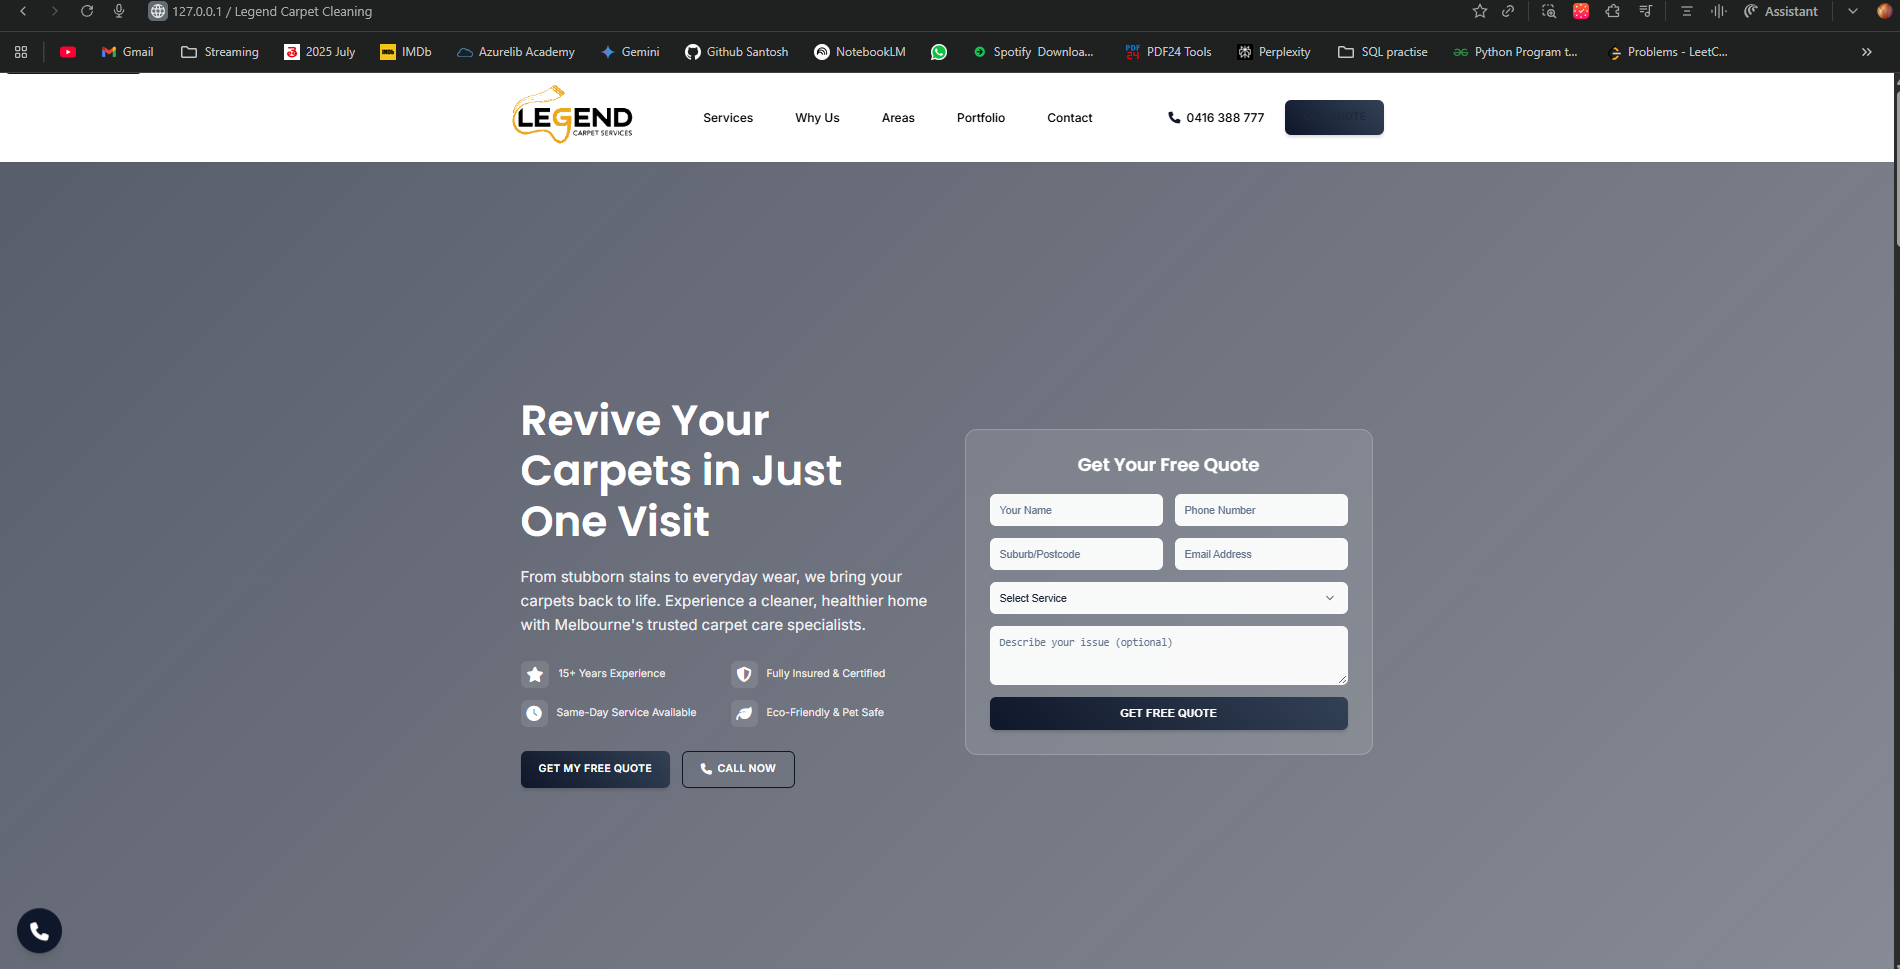 127.0.0.1 / Legend Carpet Cleaning
Assistant
Gmail
Streaming
2025 July
IMDb
Azurelib Academy
Gemini
Github Santosh
NotebookLM
Spotify Downloa...
PDF24 Tools
Perplexity
SQL practise
Python Program t...
Problems - LeetC...
LEGEND
CARPET SERVICES
Services
Why Us
Areas
Portfolio
Contact
0416 388 777
Revive Your
Carpets in Just
One Visit
From stubborn stains to everyday wear, we bring your
carpets back to life. Experience a cleaner, healthier home
with Melbourne's trusted carpet care specialists.
15+ Years Experience
Fully Insured & Certified
Same-Day Service Available
Eco-Friendly & Pet Safe
GET MY FREE QUOTE
CALL NOW
Get Your Free Quote
Your Name
Phone Number
Suburb/Postcode
Email Address
Select Service
Describe your issue (optional)
GET FREE QUOTE